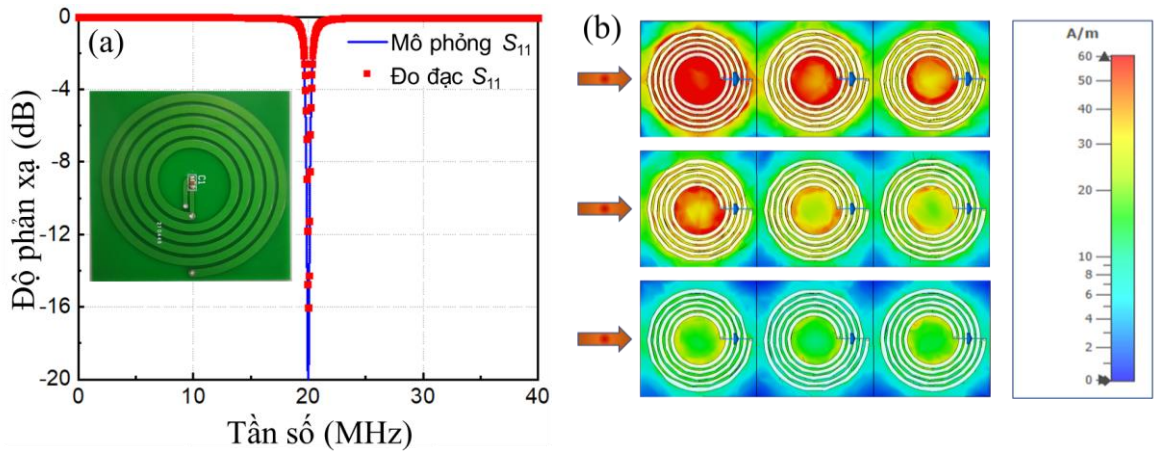 (a)
Mô phỏng S11
Đo đạc S11
C1
0
-4
-8
-12
-16
-20
Độ phản xạ (dB)
0 10 20 30 40
Tần số (MHz)
(b)
A/m
60
50
40
30
20
10
8
6
4
2
0